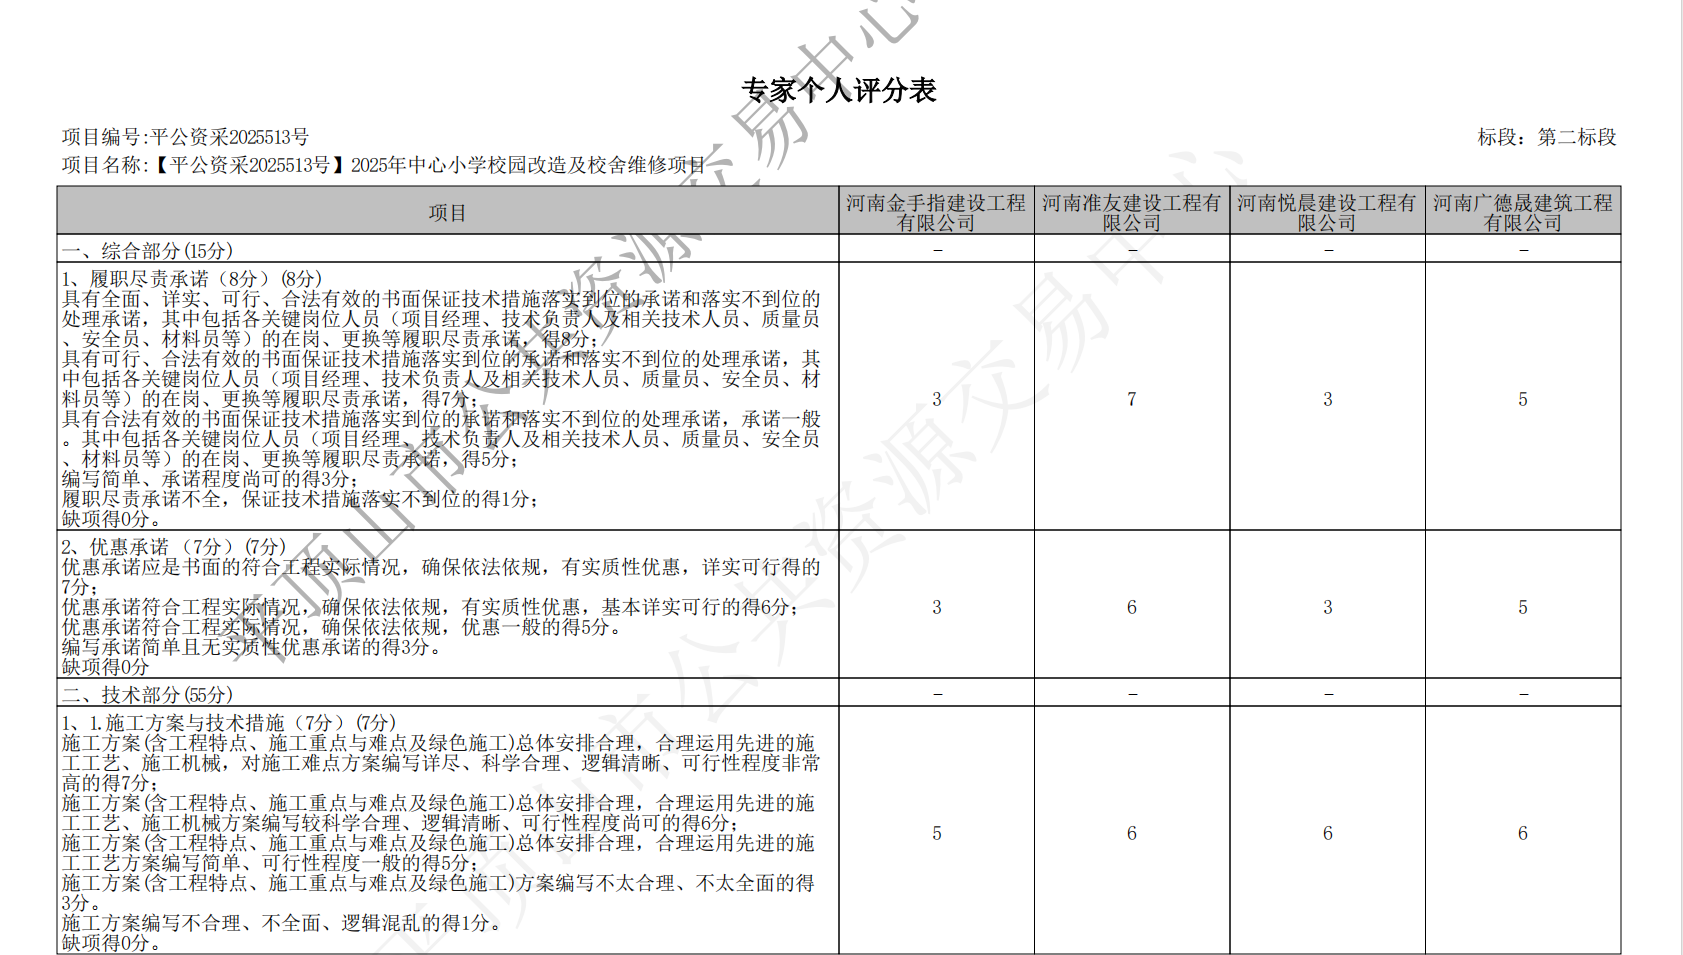 专家个人评分表
项目编号:平公资采2025513号
标段：第二标段
项目名称:【平公资采2025513号】2025年中心小学校园改造及校舍维修项目
项目
河南金手指建设工程
有限公司
河南准友建设工程有
限公司
河南悦晨建设工程有
限公司
河南广德晟建筑工程
有限公司
一、综合部分(15分)
-
-
-
-
1、履职尽责承诺（8分）(8分)
具有全面、详实、可行、合法有效的书面保证技术措施落实到位的承诺和落实不到位的
处理承诺，其中包括各关键岗位人员（项目经理、技术负责人及相关技术人员、质量员
、安全员、材料员等）的在岗、更换等履职尽责承诺，得8分；
具有可行、合法有效的书面保证技术措施落实到位的承诺和落实不到位的处理承诺，其
中包括各关键岗位人员（项目经理、技术负责人及相关技术人员、质量员、安全员、材
料员等）的在岗、更换等履职尽责承诺，得7分；
具有合法有效的书面保证技术措施落实到位的承诺和落实不到位的处理承诺，承诺一般
。其中包括各关键岗位人员（项目经理、技术负责人及相关技术人员、质量员、安全员
、材料员等）的在岗、更换等履职尽责承诺，得5分；
编写简单、承诺程度尚可的得3分；
履职尽责承诺不全，保证技术措施落实不到位的得1分；
缺项得0分。
3
7
3
5
2、优惠承诺（7分）(7分)
优惠承诺应是书面的符合工程实际情况，确保依法依规，有实质性优惠，详实可行得的
7分；
优惠承诺符合工程实际情况，确保依法依规，有实质性优惠，基本详实可行的得6分；
优惠承诺符合工程实际情况，确保依法依规，优惠一般的得5分。
编写承诺简单且无实质性优惠承诺的得3分。
缺项得0分
3
6
3
5
二、技术部分(55分)
-
-
-
-
1、1.施工方案与技术措施（7分）(7分)
施工方案(含工程特点、施工重点与难点及绿色施工)总体安排合理，合理运用先进的施
工工艺、施工机械，对施工难点方案编写详尽、科学合理、逻辑清晰、可行性程度非常
高的得7分；
施工方案(含工程特点、施工重点与难点及绿色施工)总体安排合理，合理运用先进的施
工工艺、施工机械方案编写较科学合理、逻辑清晰、可行性程度尚可的得6分；
施工方案(含工程特点、施工重点与难点及绿色施工)总体安排合理，合理运用先进的施
工工艺方案编写简单、可行性程度一般的得5分；
施工方案(含工程特点、施工重点与难点及绿色施工)方案编写不太合理、不太全面的得
3分。
施工方案编写不合理、不全面、逻辑混乱的得1分。
缺项得0分。
5
6
6
6
平顶山市公共资源交易中心
平顶山市公共资源交易中心